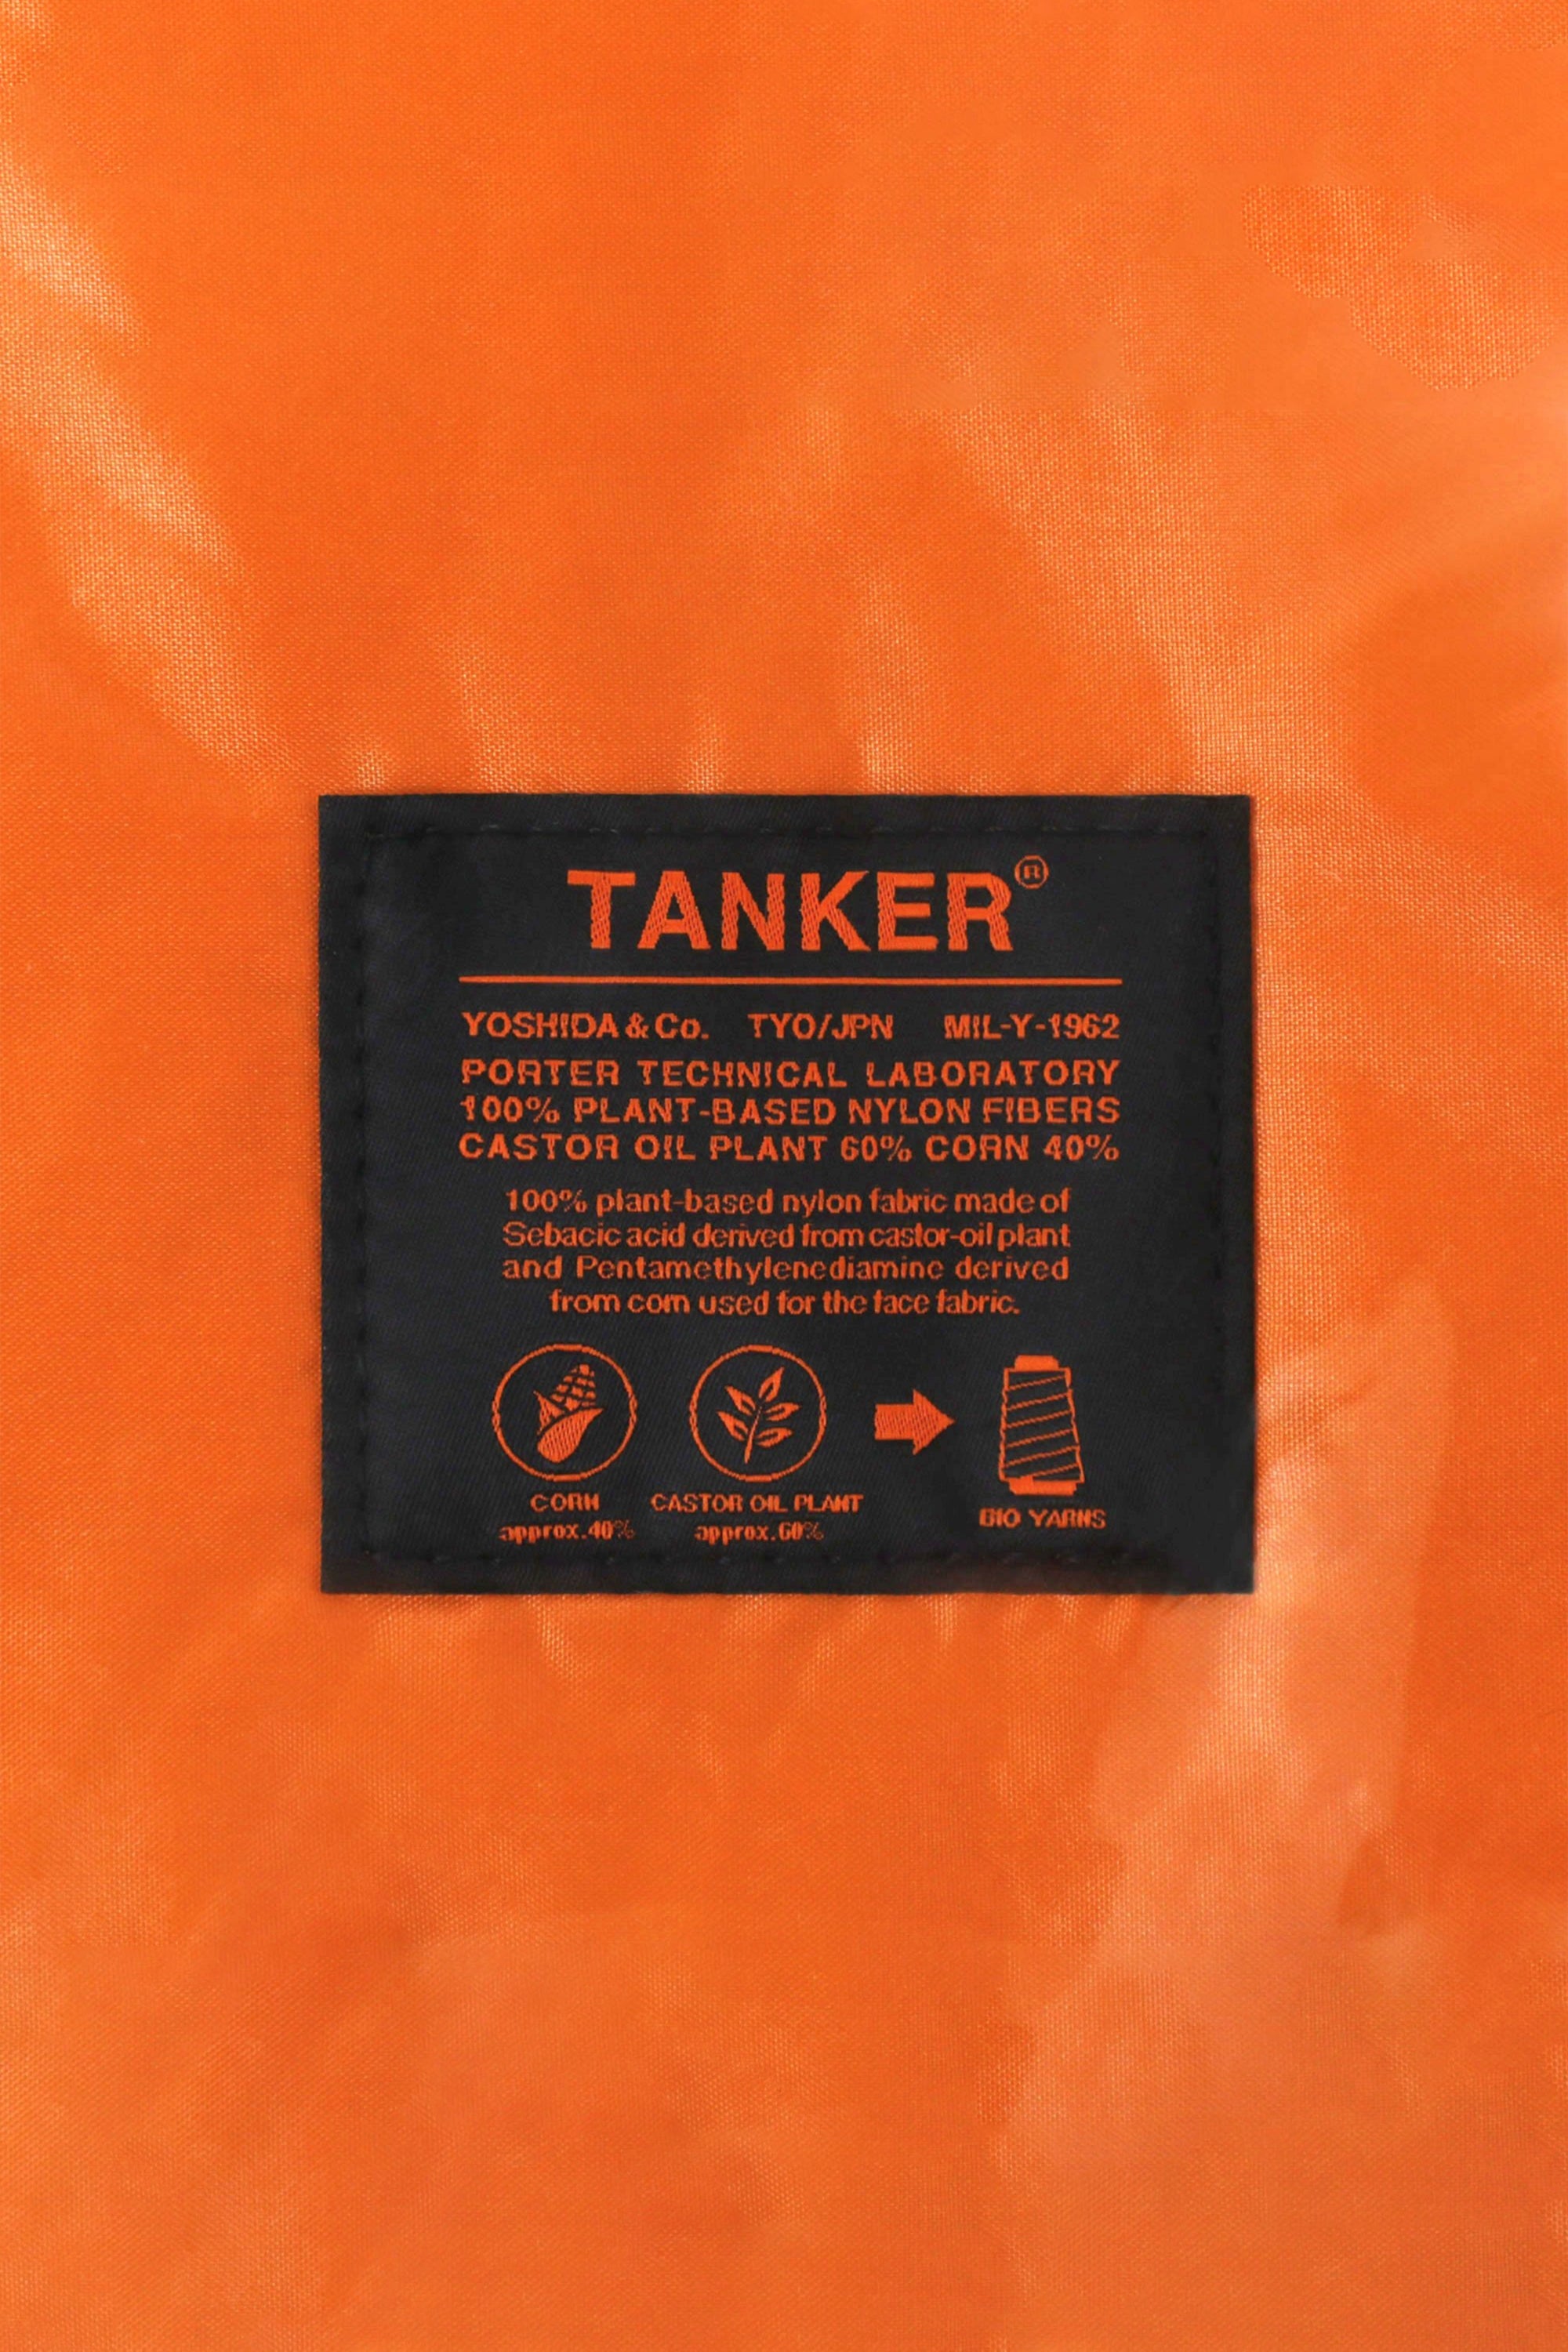 TANKER®
YOSHIDA & Co. TYO/JPN MIL-Y-1962
PORTER TECHNICAL LABORATORY
100% PLANT-BASED NYLON FIBERS
CASTOR OIL PLANT 60% CORN 40%
100% plant-based nylon fabric made of
Sebacic acid derived from castor-oil plant
and Pentamethylenediamine derived
from corn used for the face fabric.
CORN CASTOR OIL PLANT
approx.40% approx.60%
BIO YARNS